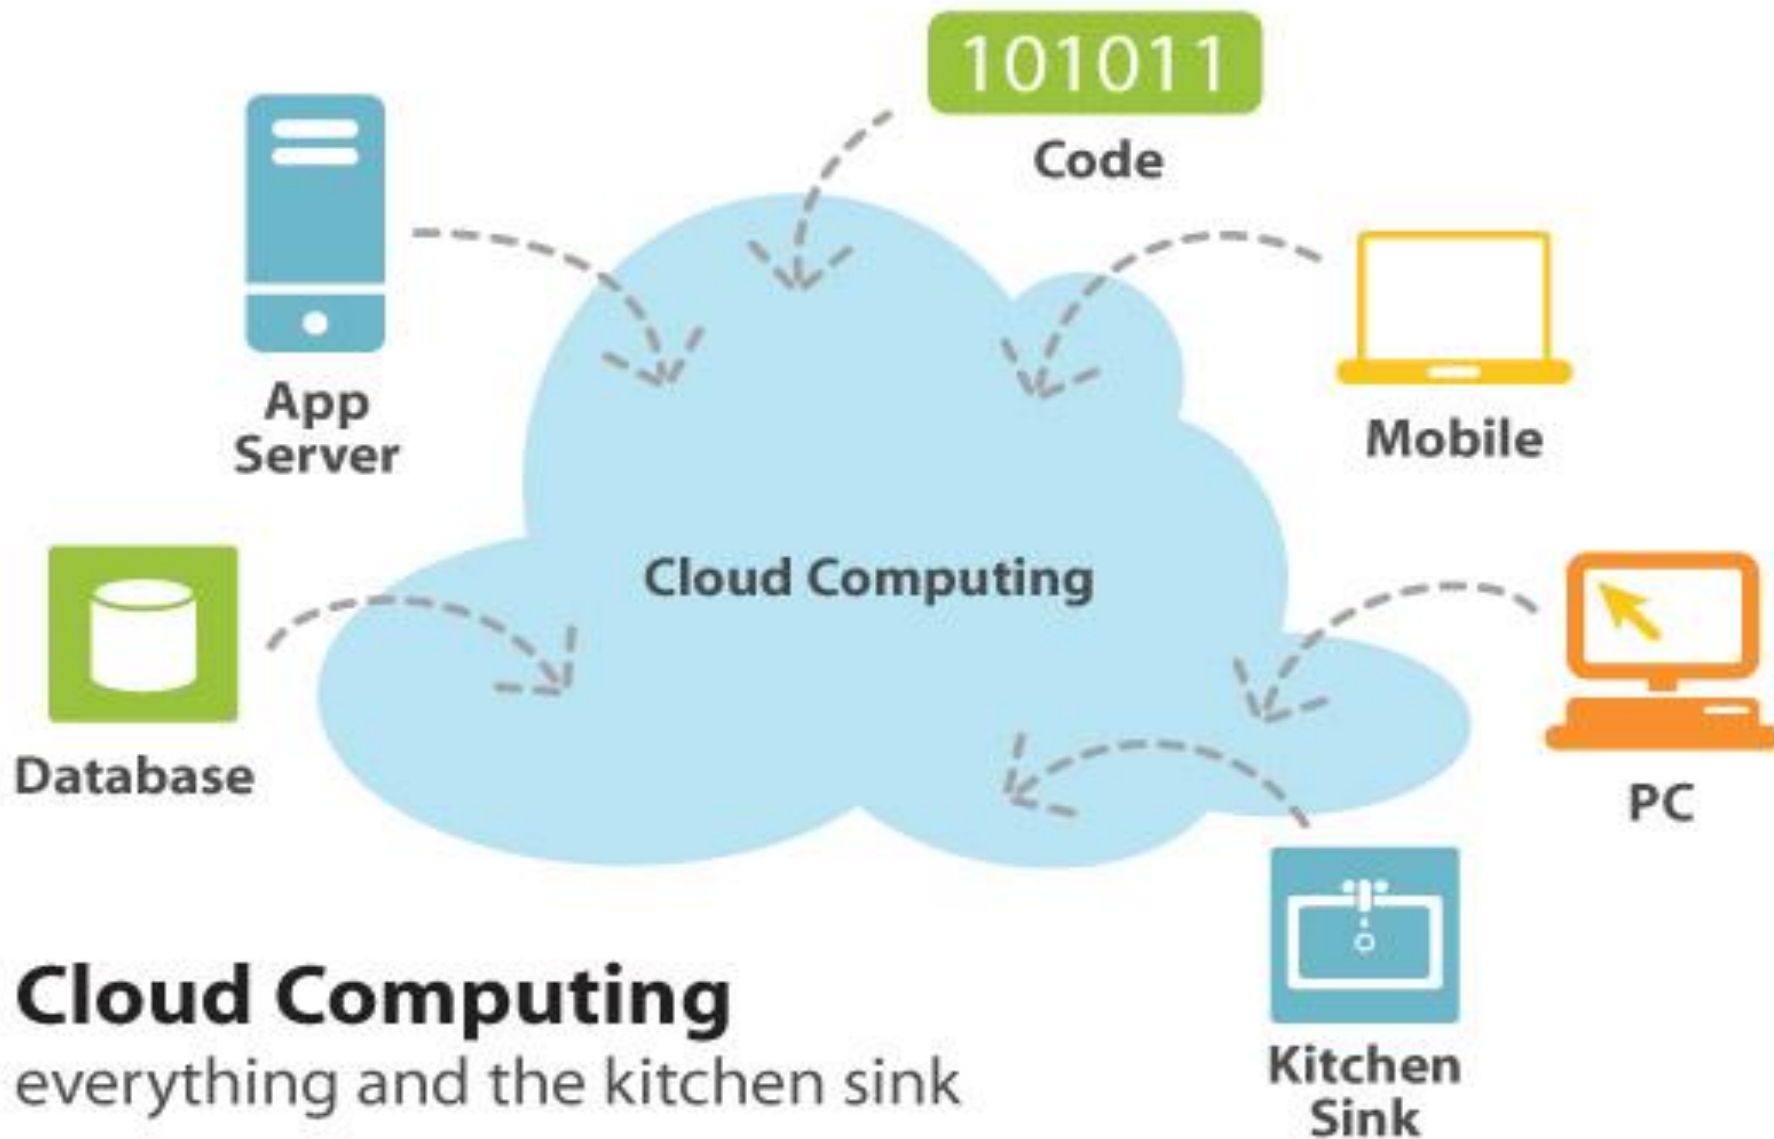 101011
Code
App
Server
Mobile
Cloud Computing
Database
PC
Kitchen
Sink
Cloud Computing
everything and the kitchen sink